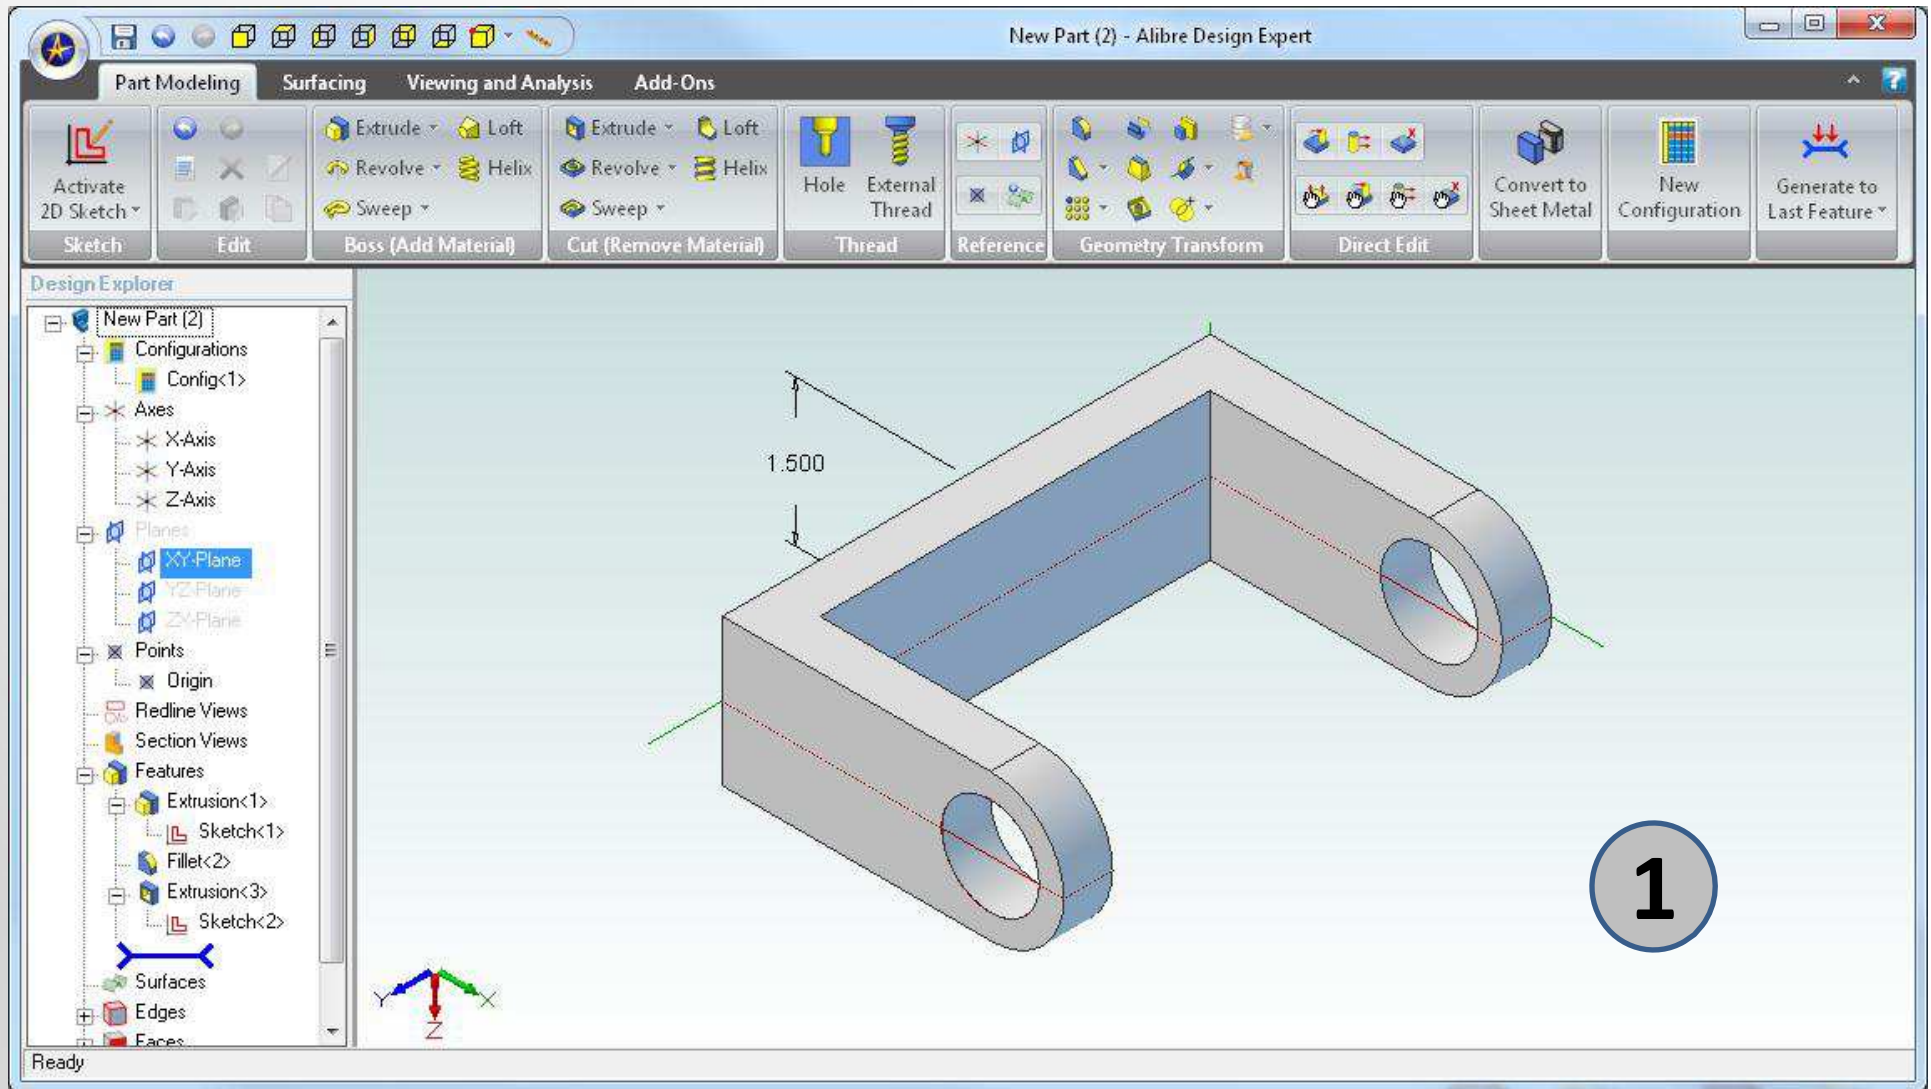 New Part (2) - Alibre Design Expert
Part Modeling Surfacing Viewing and Analysis Add-Ons
Activate
2D Sketch
Sketch
Edit
Extrude Loft
Revolve Helix
Sweep
Boss (Add Material)
Extrude Loft
Revolve Helix
Sweep
Cut (Remove Material)
Hole
External
Thread
Thread
Reference
Geometry Transform
Direct Edit
Convert to
Sheet Metal
New
Configuration
Generate to
Last Feature
Design Explorer
New Part (2)
Configurations
Config<1>
Axes
X-Axis
Y-Axis
Z-Axis
Planes
XY-Plane
YZ-Plane
ZX-Plane
Points
Origin
Redline Views
Section Views
Features
Extrusion<1>
Sketch<1>
Fillet<2>
Extrusion<3>
Sketch<2>
Surfaces
Edges
Faces
1.500
1
Y X
Z
Ready